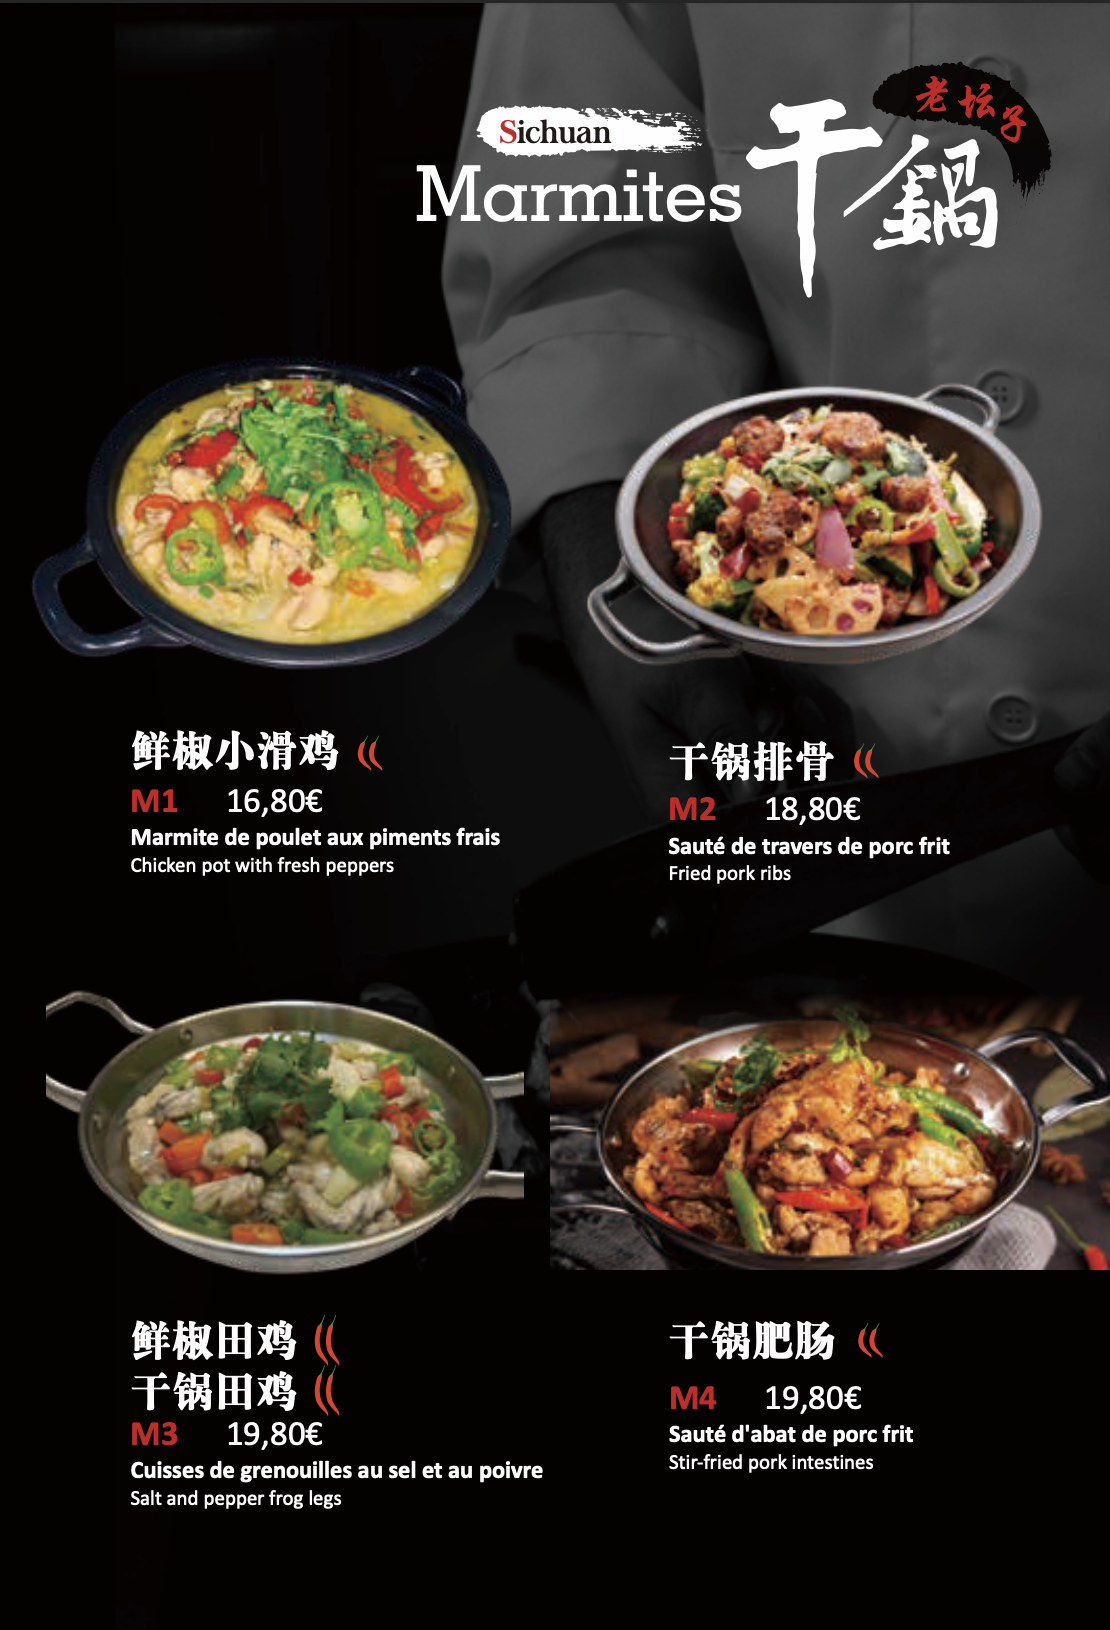 老坛子
Sichuan
Marmites
干鍋
鲜椒小滑鸡
M1 16,80€
Marmite de poulet aux piments frais
Chicken pot with fresh peppers
干锅排骨
M2 18,80€
Sauté de travers de porc frit
Fried pork ribs
鲜椒田鸡
干锅田鸡
M3 19,80€
Cuisses de grenouilles au sel et au poivre
Salt and pepper frog legs
干锅肥肠
M4 19,80€
Sauté d'abat de porc frit
Stir-fried pork intestines